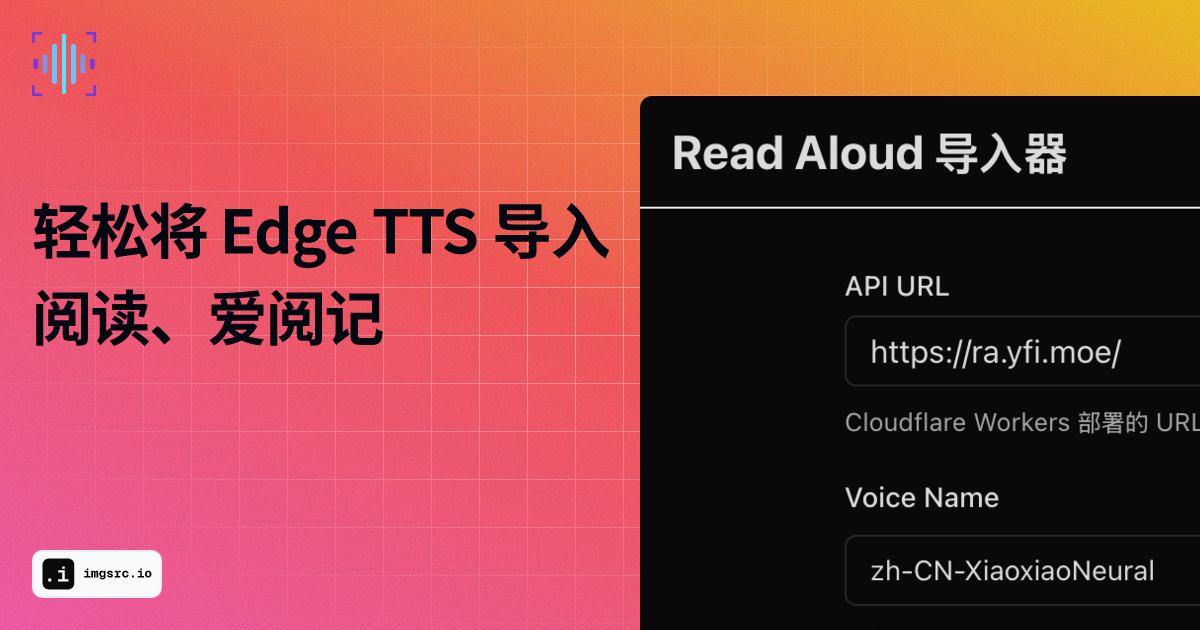 轻松将 Edge TTS 导入
阅读、爱阅记
Read Aloud 导入器
API URL
https://ra.yfi.moe/
Cloudflare Workers 部署的 URL
Voice Name
zh-CN-XiaoxiaoNeural
.i imgsrc.io